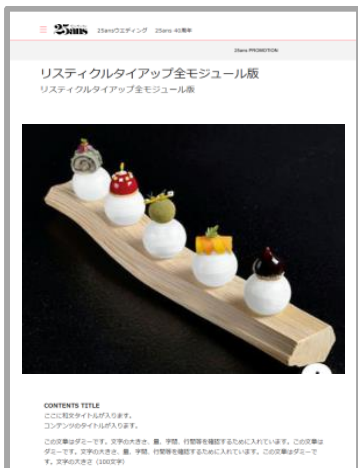 25ans 25ansウエディング 25ans 40周年
25ans PROMOTION
リスティクルタイアップ全モジュール版
リスティクルタイアップ全モジュール版
CONTENTS TITLE
ここに和文タイトルが入ります。
コンテンツのタイトルが入ります。
この文章はダミーです。文字の大きさ、量、字間、行間等を確認するために入れています。この文章は
ダミーです。文字の大きさ、量、字間、行間等を確認するために入れています。この文章はダミーで
す。文字の大きさ（100文字）